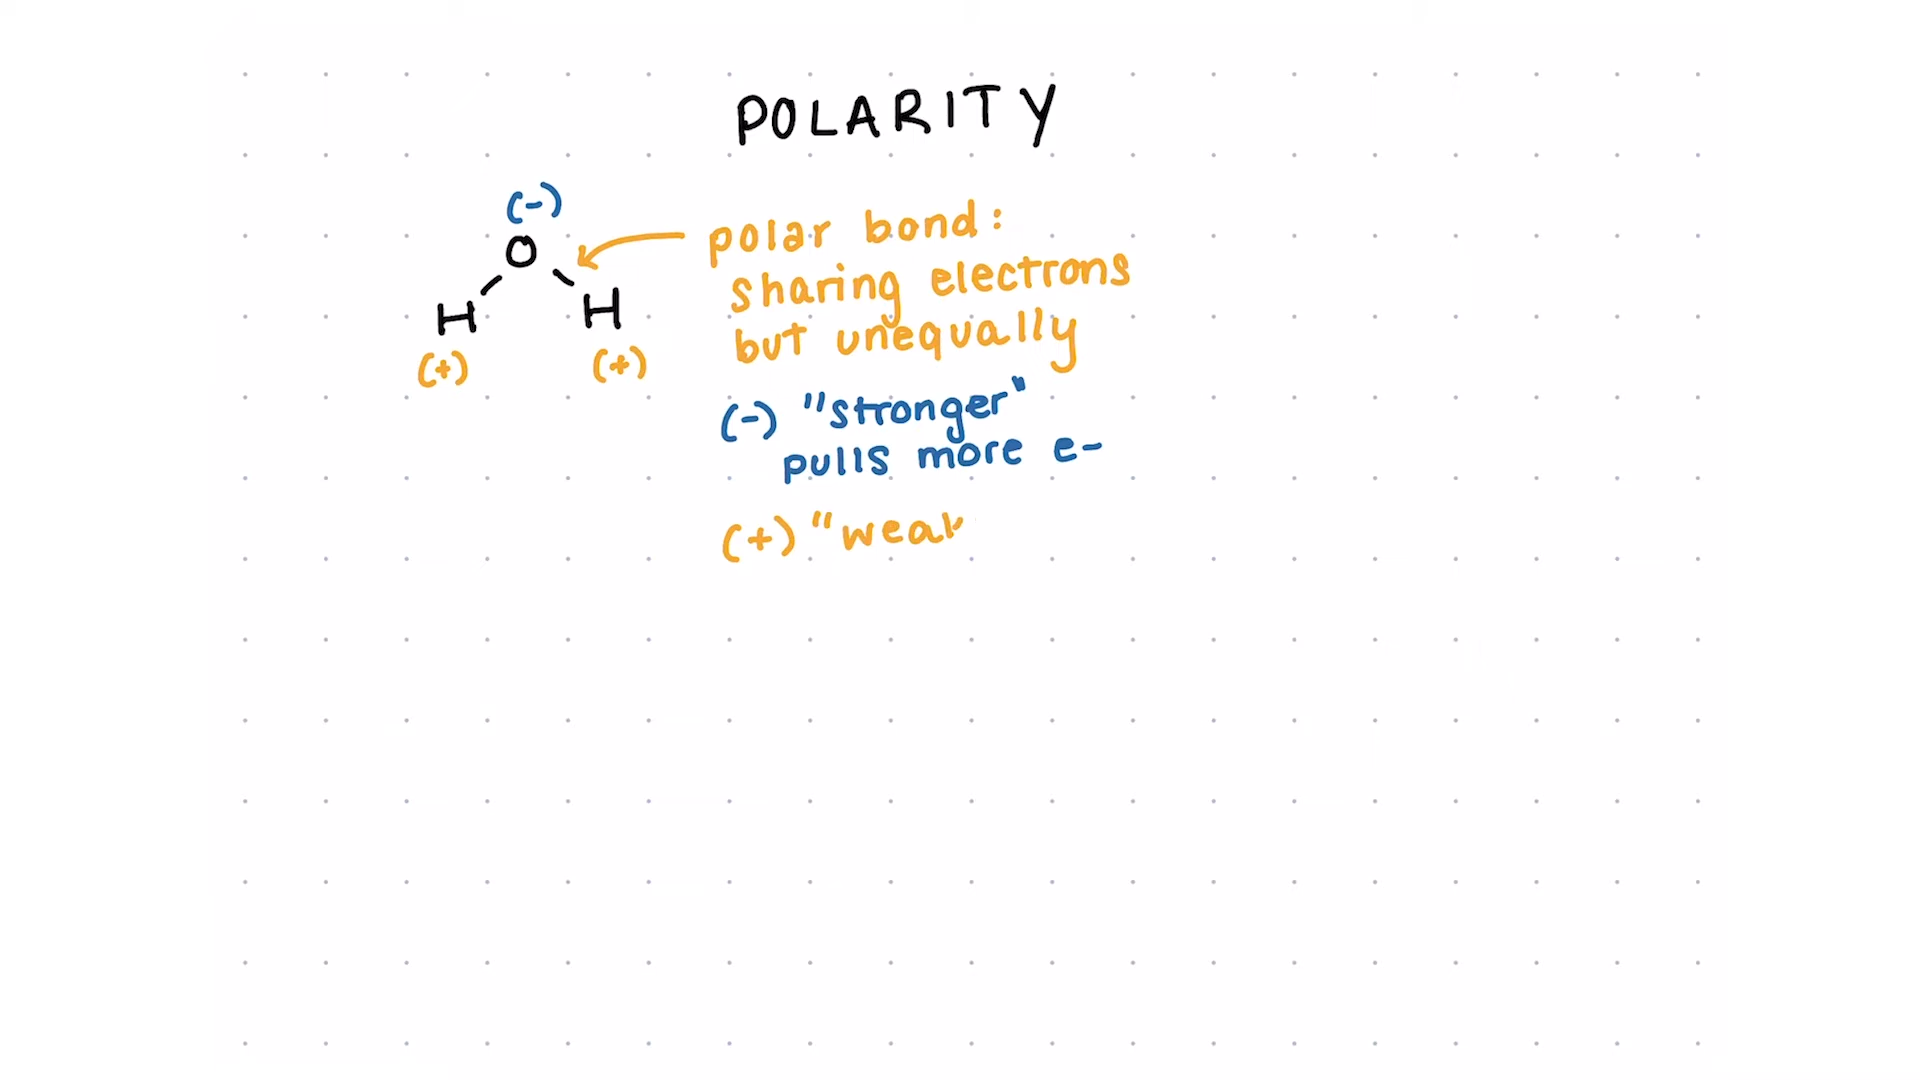 POLARITY
(-)
O
H H
(+) (+)
polar bond:
sharing electrons
but unequally
(-) "stronger"
pulls more e-
(+) "weak